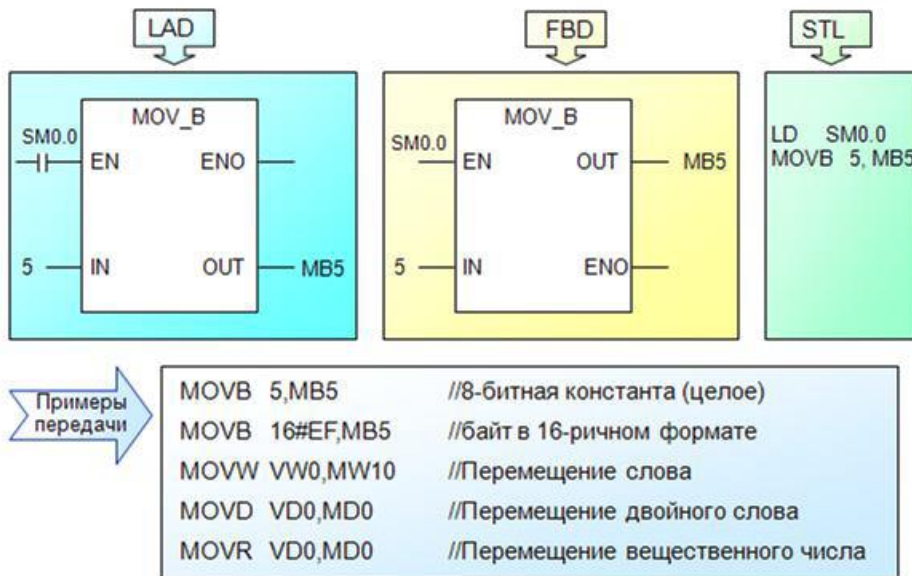 LAD
FBD
STL
MOV_B
SM0.0
EN ENO
5 IN OUT MB5
MOV_B
SM0.0
EN OUT MB5
5 IN ENO
LD SM0.0
MOVB 5, MB5
Примеры
передачи
MOVB 5,MB5 //8-битная константа (целое)
MOVB 16#EF,MB5 //байт в 16-ричном формате
MOVW VW0,MW10 //Перемещение слова
MOVD VD0,MD0 //Перемещение двойного слова
MOVR VD0,MD0 //Перемещение вещественного числа